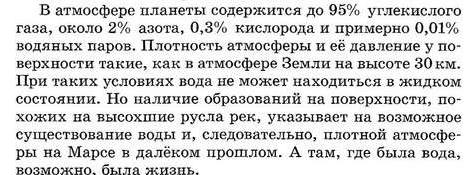 В атмосфере планеты содержится до 95% углекислого
газа, около 2% азота, 0,3% кислорода и примерно 0,01%
водяных паров. Плотность атмосферы и её давление у по-
верхности такие, как в атмосфере Земли на высоте 30 км.
При таких условиях вода не может находиться в жидком
состоянии. Но наличие образований на поверхности, по-
хожих на высохшие русла рек, указывает на возможное
существование воды и, следовательно, плотной атмосфе-
ры на Марсе в далёком прошлом. А там, где была вода,
возможно, была жизнь.